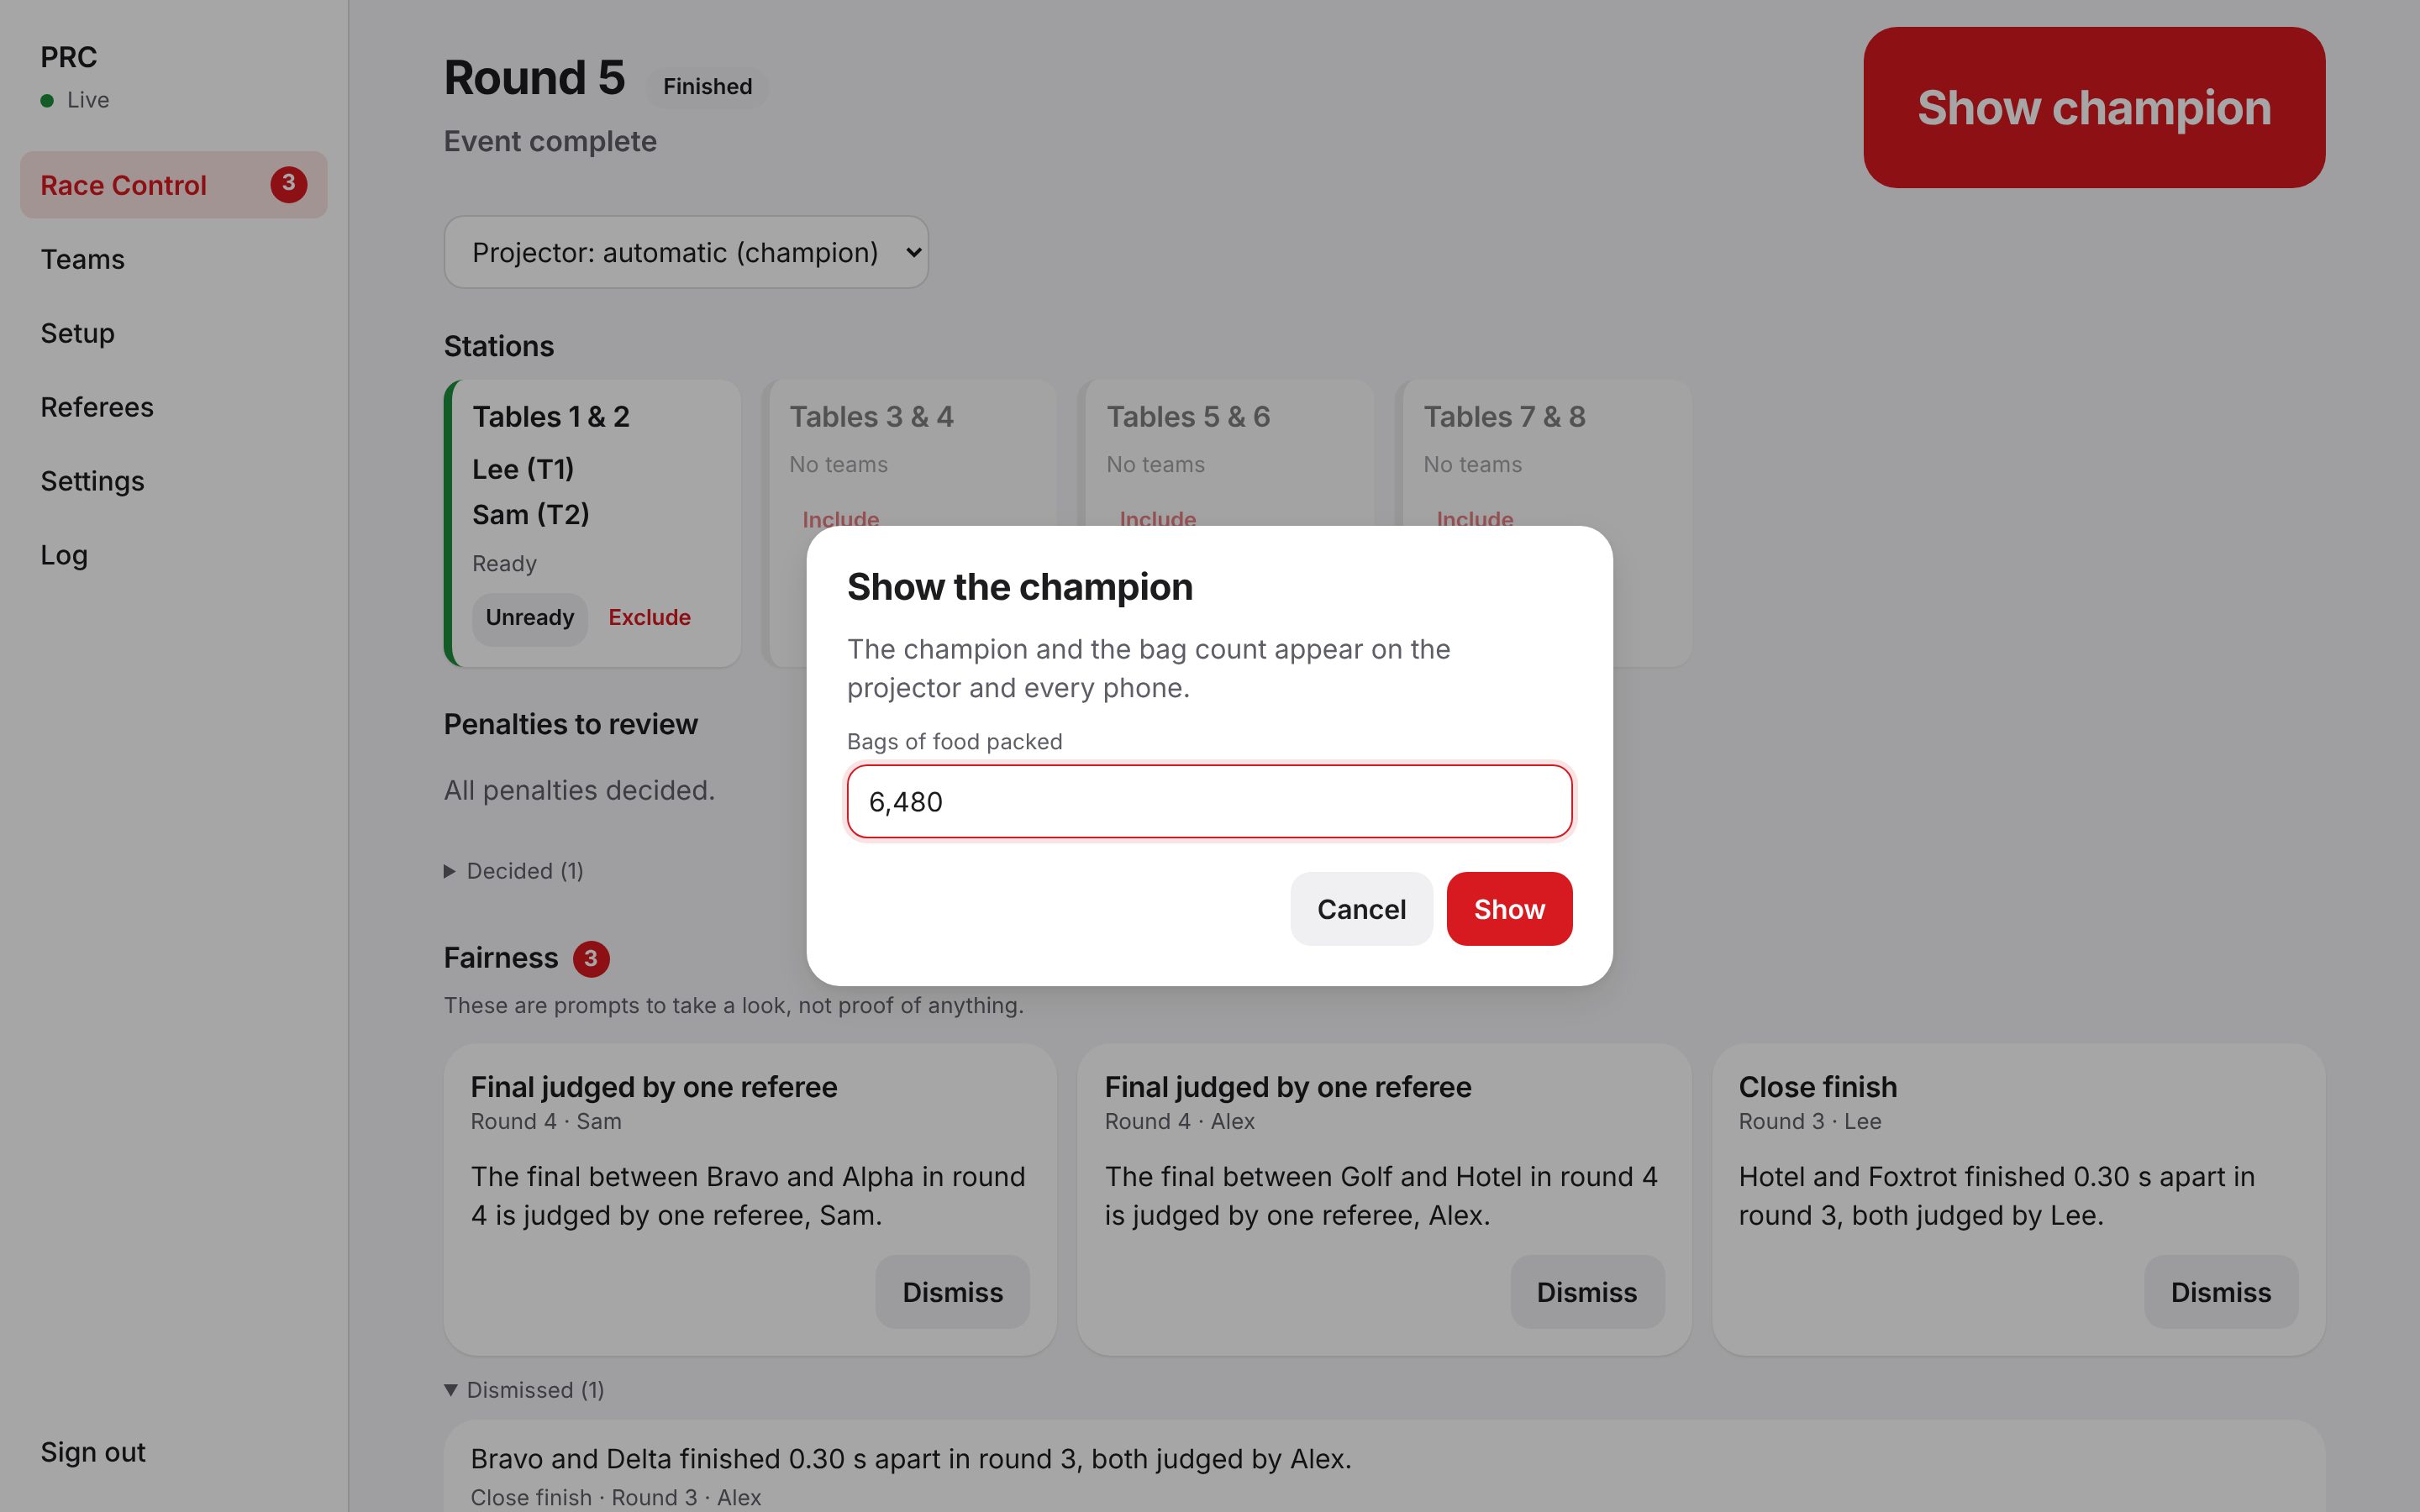 PRC
Live
Race Control 3
Teams
Setup
Referees
Settings
Log
Sign out
Round 5 Finished
Event complete
Show champion
Projector: automatic (champion)
Stations
Tables 1 & 2
Lee (T1)
Sam (T2)
Ready
Unready Exclude
Tables 3 & 4
No teams
Include
Tables 5 & 6
No teams
Include
Tables 7 & 8
No teams
Include
Show the champion
The champion and the bag count appear on the
projector and every phone.
Bags of food packed
6,480
Cancel Show
Penalties to review
All penalties decided.
Decided (1)
Fairness 3
These are prompts to take a look, not proof of anything.
Final judged by one referee
Round 4 · Sam
The final between Bravo and Alpha in round
4 is judged by one referee, Sam.
Dismiss
Final judged by one referee
Round 4 · Alex
The final between Golf and Hotel in round 4
is judged by one referee, Alex.
Dismiss
Close finish
Round 3 · Lee
Hotel and Foxtrot finished 0.30 s apart in
round 3, both judged by Lee.
Dismiss
Dismissed (1)
Bravo and Delta finished 0.30 s apart in round 3, both judged by Alex.
Close finish · Round 3 · Alex